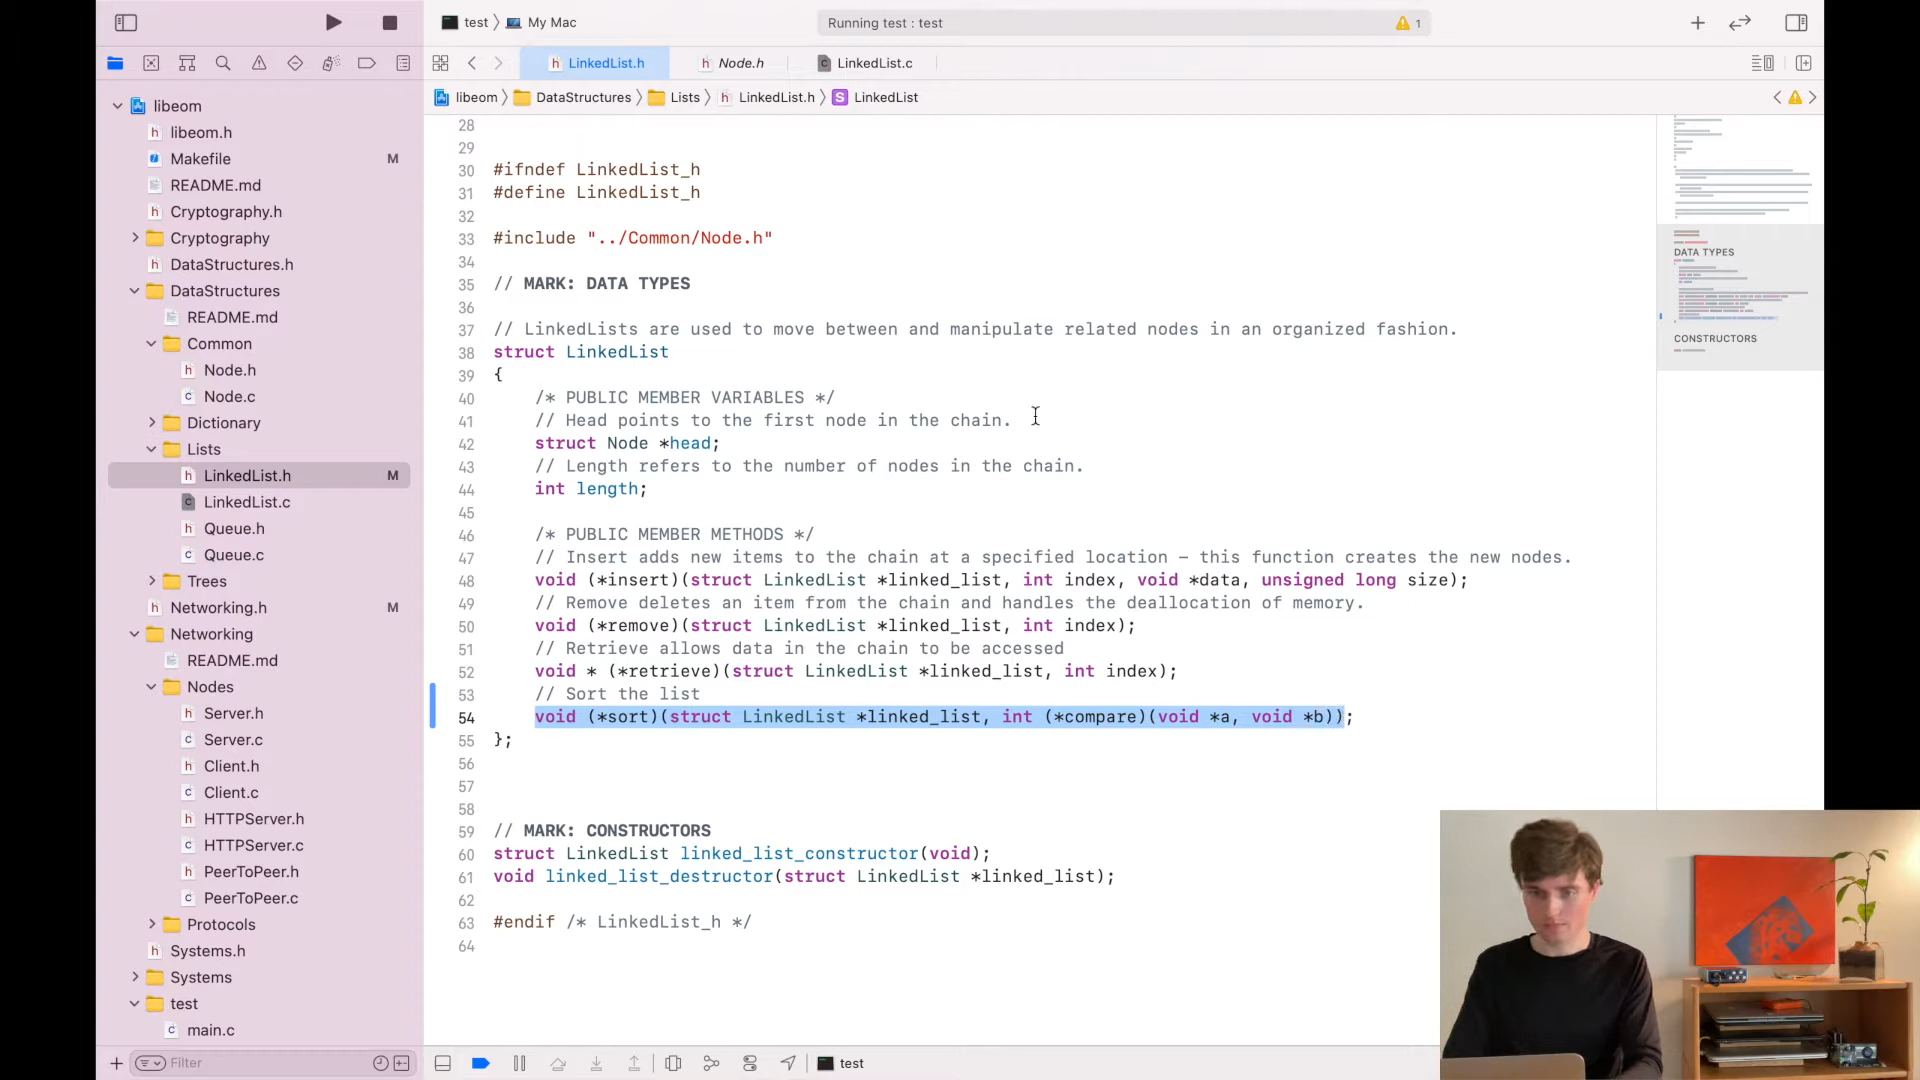 test
My Mac
Running test : test
1
LinkedList.h
Node.h
LinkedList.c
libeom
DataStructures
Lists
LinkedList.h
LinkedList
libeom
libeom.h
Makefile
M
README.md
Cryptography.h
Cryptography
DataStructures.h
DataStructures
README.md
Common
Node.h
Node.c
Dictionary
Lists
LinkedList.h
M
LinkedList.c
Queue.h
Queue.c
Trees
Networking.h
M
Networking
README.md
Nodes
Server.h
Server.c
Client.h
Client.c
HTTPServer.h
HTTPServer.c
PeerToPeer.h
PeerToPeer.c
Protocols
Systems.h
Systems
test
main.c
Filter
28
29
30 #ifndef LinkedList_h
31 #define LinkedList_h
32
33 #include "../Common/Node.h"
34
35 // MARK: DATA TYPES
36
37 // LinkedLists are used to move between and manipulate related nodes in an organized fashion.
38 struct LinkedList
39 {
40 /* PUBLIC MEMBER VARIABLES */
41 // Head points to the first node in the chain.
42 struct Node *head;
43 // Length refers to the number of nodes in the chain.
44 int length;
45
46 /* PUBLIC MEMBER METHODS */
47 // Insert adds new items to the chain at a specified location – this function creates the new nodes.
48 void (*insert)(struct LinkedList *linked_list, int index, void *data, unsigned long size);
49 // Remove deletes an item from the chain and handles the deallocation of memory.
50 void (*remove)(struct LinkedList *linked_list, int index);
51 // Retrieve allows data in the chain to be accessed
52 void * (*retrieve)(struct LinkedList *linked_list, int index);
53 // Sort the list
54 void (*sort)(struct LinkedList *linked_list, int (*compare)(void *a, void *b));
55 };
56
57
58
59 // MARK: CONSTRUCTORS
60 struct LinkedList linked_list_constructor(void);
61 void linked_list_destructor(struct LinkedList *linked_list);
62
63 #endif /* LinkedList_h */
64
DATA TYPES
CONSTRUCTORS
test